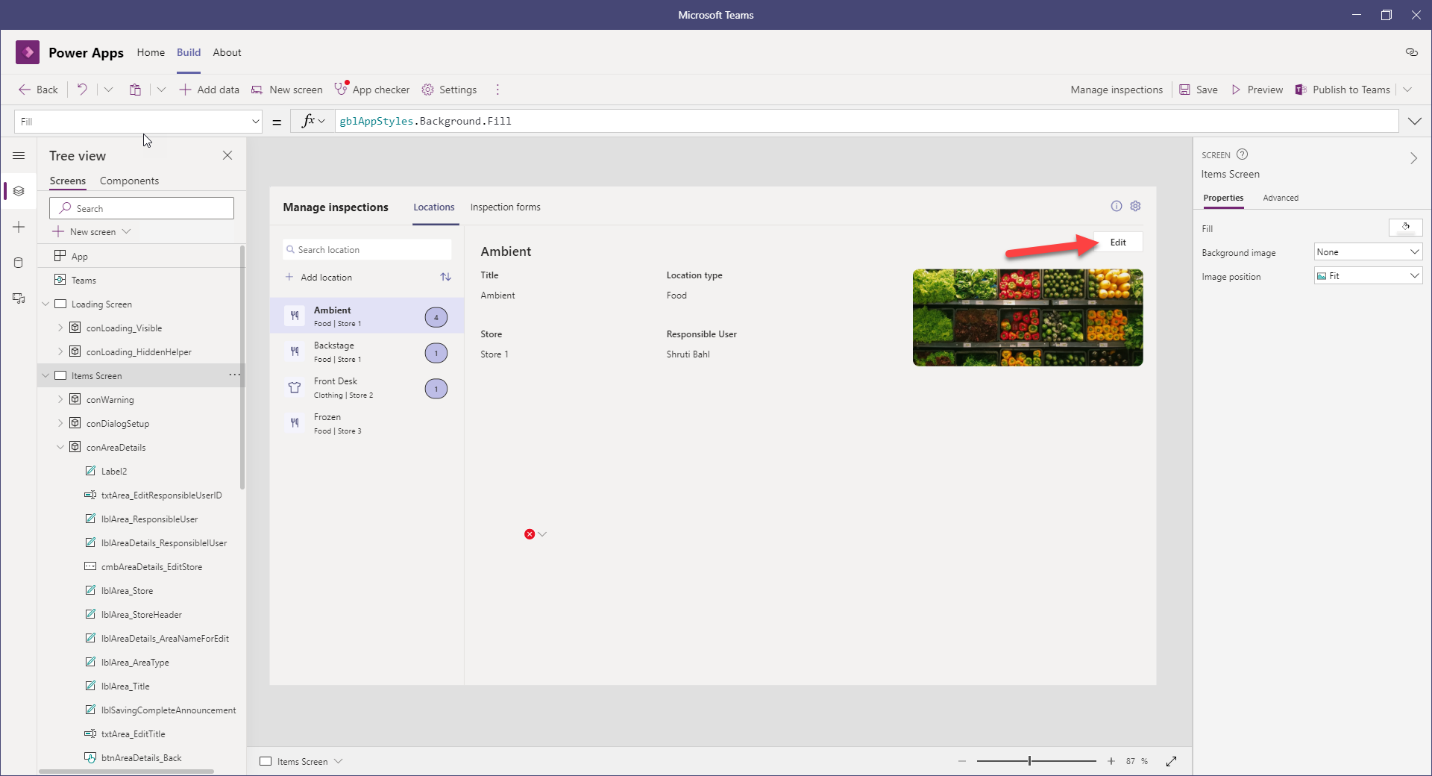 Microsoft Teams
Power Apps Home Build About
Back Add data New screen App checker Settings Manage inspections Save Preview Publish to Teams
Fill = fx gblAppStyles.Background.Fill
Tree view
Screens Components
Search
New screen
App
Teams
Loading Screen
conLoading_Visible
conLoading_HiddenHelper
Items Screen
conWarning
conDialogSetup
conAreaDetails
Label2
txtArea_EditResponsibleUserID
lblArea_ResponsibleUser
lblAreaDetails_ResponsibleIUser
cmbAreaDetails_EditStore
lblArea_Store
lblArea_StoreHeader
lblAreaDetails_AreaNameForEdit
lblArea_AreaType
lblArea_Title
lblSavingCompleteAnnouncement
txtArea_EditTitle
btnAreaDetails_Back
Manage inspections Locations Inspection forms
Search location
Add location
Ambient
Food | Store 1
4
Backstage
Food | Store 1
1
Front Desk
Clothing | Store 2
1
Frozen
Food | Store 3
Ambient
Edit
Title Location type
Ambient Food
Store Responsible User
Store 1 Shruti Bahl
Items Screen
87 %
SCREEN
Items Screen
Properties Advanced
Fill
Background image None
Image position Fit